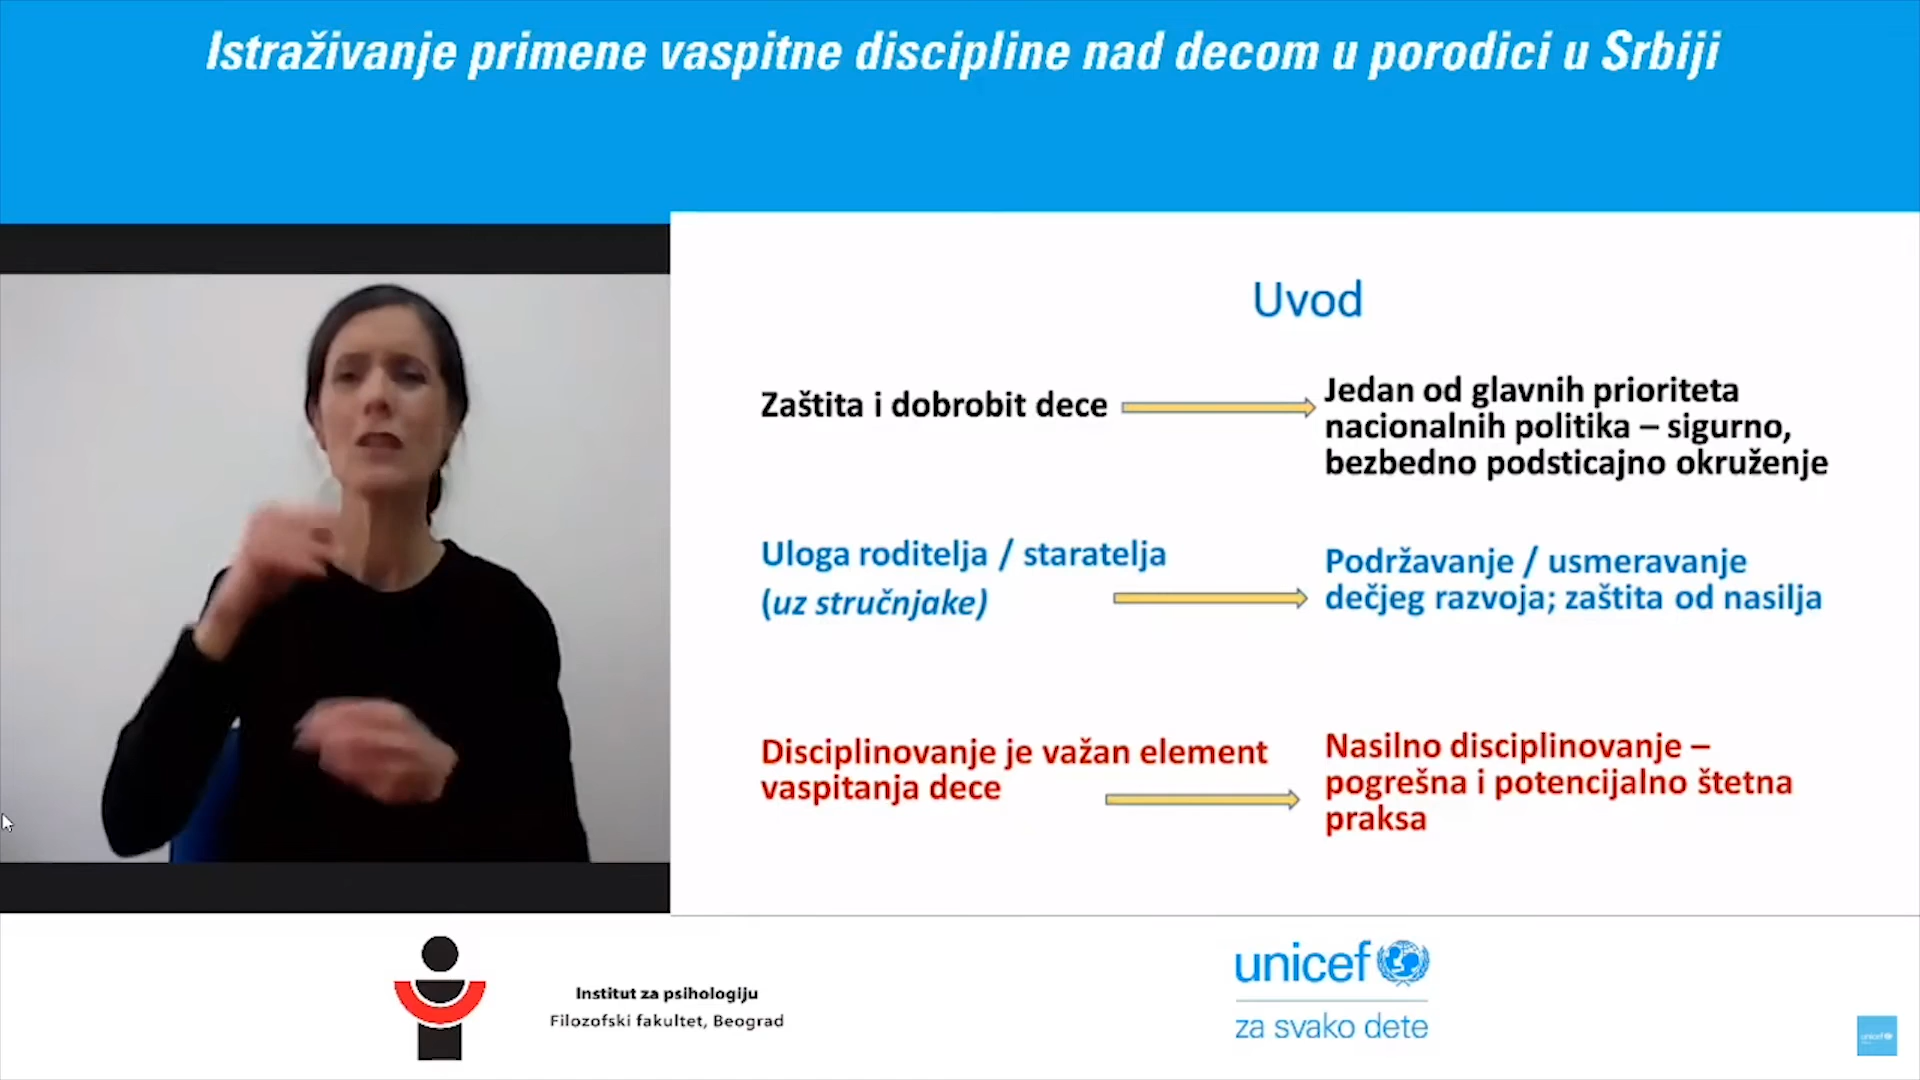 Istraživanje primene vaspitne discipline nad decom u porodici u Srbiji
Uvod
Zaštita i dobrobit dece
Jedan od glavnih prioriteta
nacionalnih politika – sigurno,
bezbedno podsticajno okruženje
Uloga roditelja / staratelja
(uz stručnjake)
Podržavanje / usmeravanje
dečjeg razvoja; zaštita od nasilja
Disciplinovanje je važan element
vaspitanja dece
Nasilno disciplinovanje –
pogrešna i potencijalno štetna
praksa
Institut za psihologiju
Filozofski fakultet, Beograd
unicef
za svako dete
unicef